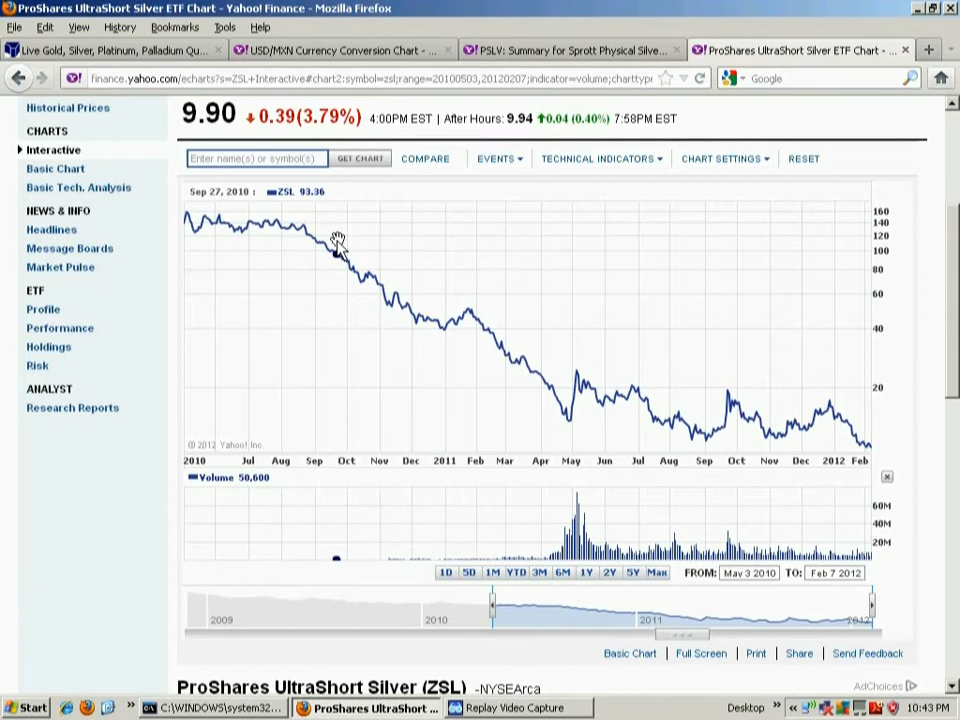 ProShares UltraShort Silver ETF Chart - Yahoo! Finance - Mozilla Firefox
File Edit View History Bookmarks Tools Help
Live Gold, Silver, Platinum, Palladium Qu... USD/MXN Currency Conversion Chart - ... PSLV: Summary for Sprott Physical Silve... ProShares UltraShort Silver ETF Chart - ...
finance.yahoo.com/echarts?s=ZSL+Interactive#chart2:symbol=zsl;range=20100503,20120207;indicator=volume;charttype Google
Historical Prices
CHARTS
Interactive
Basic Chart
Basic Tech. Analysis
NEWS & INFO
Headlines
Message Boards
Market Pulse
ETF
Profile
Performance
Holdings
Risk
ANALYST
Research Reports
9.90 0.39(3.79%) 4:00PM EST | After Hours: 9.94 0.04 (0.40%) 7:58PM EST
Enter name(s) or symbol(s) GET CHART COMPARE EVENTS TECHNICAL INDICATORS CHART SETTINGS RESET
Sep 27, 2010 : ZSL 93.36
160
140
120
100
80
60
40
20
© 2012 Yahoo! Inc.
2010 Jul Aug Sep Oct Nov Dec 2011 Feb Mar Apr May Jun Jul Aug Sep Oct Nov Dec 2012 Feb
Volume 50,600
60M
40M
20M
1D 5D 1M YTD 3M 6M 1Y 2Y 5Y Max FROM: May 3 2010 TO: Feb 7 2012
2009 2010 2011 2012
Basic Chart | Full Screen | Print | Share | Send Feedback
ProShares UltraShort Silver (ZSL) -NYSEArca AdChoices
Start C:\WINDOWS\system32... ProShares UltraShort ... Replay Video Capture Desktop 10:43 PM